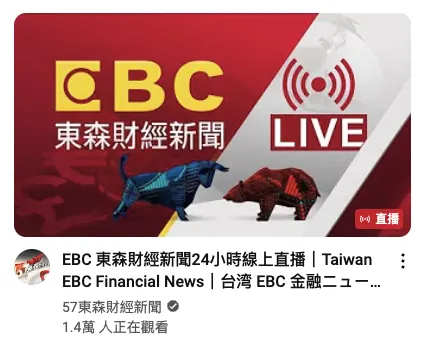 EBC
東森財經新聞
LIVE
直播
EBC 東森財經新聞24小時線上直播｜Taiwan
EBC Financial News｜台湾 EBC 金融ニュー...
57東森財經新聞
1.4萬 人正在觀看